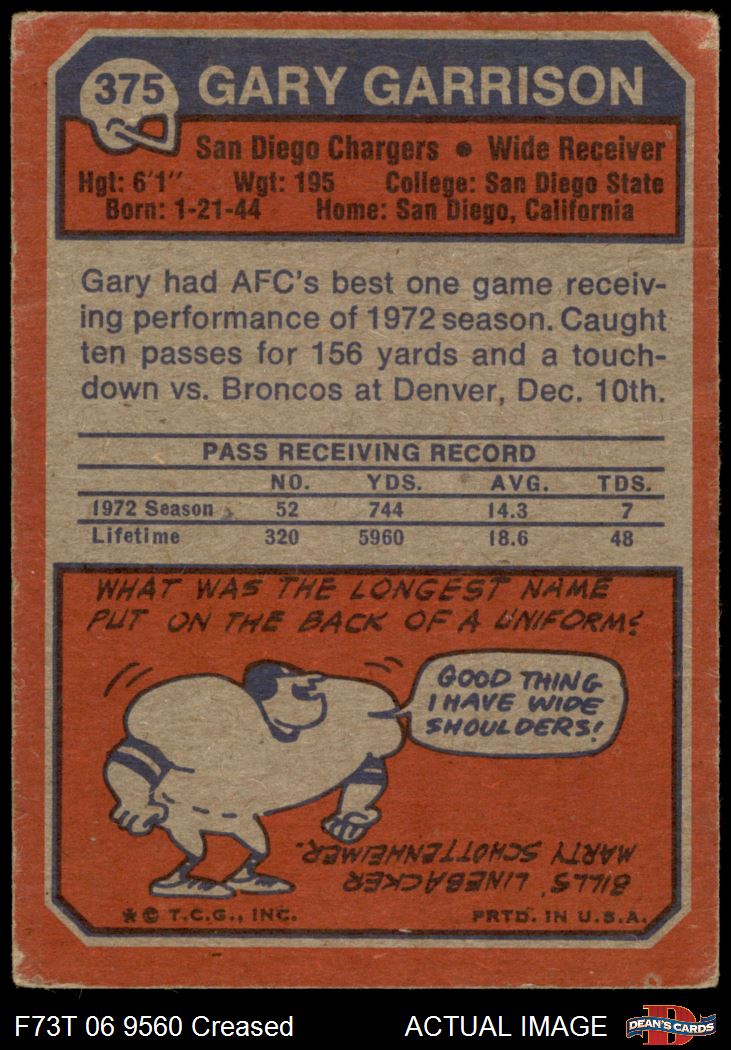 375 GARY GARRISON
San Diego Chargers • Wide Receiver
Hgt: 6'1" Wgt: 195 College: San Diego State
Born: 1-21-44 Home: San Diego, California
Gary had AFC's best one game receiv-
ing performance of 1972 season. Caught
ten passes for 156 yards and a touch-
down vs. Broncos at Denver, Dec. 10th.
PASS RECEIVING RECORD
NO. YDS. AVG. TDS.
1972 Season 52 744 14.3 7
Lifetime 320 5960 18.6 48
WHAT WAS THE LONGEST NAME
PUT ON THE BACK OF A UNIFORM?
GOOD THING
I HAVE WIDE
SHOULDERS!
BILLS' LINEBACKER
MARTY SCHOTTENHEIMER.
*© T.C.G., INC. PRTD. IN U.S.A.
F73T 06 9560 Creased ACTUAL IMAGE
D
DEAN'S CARDS